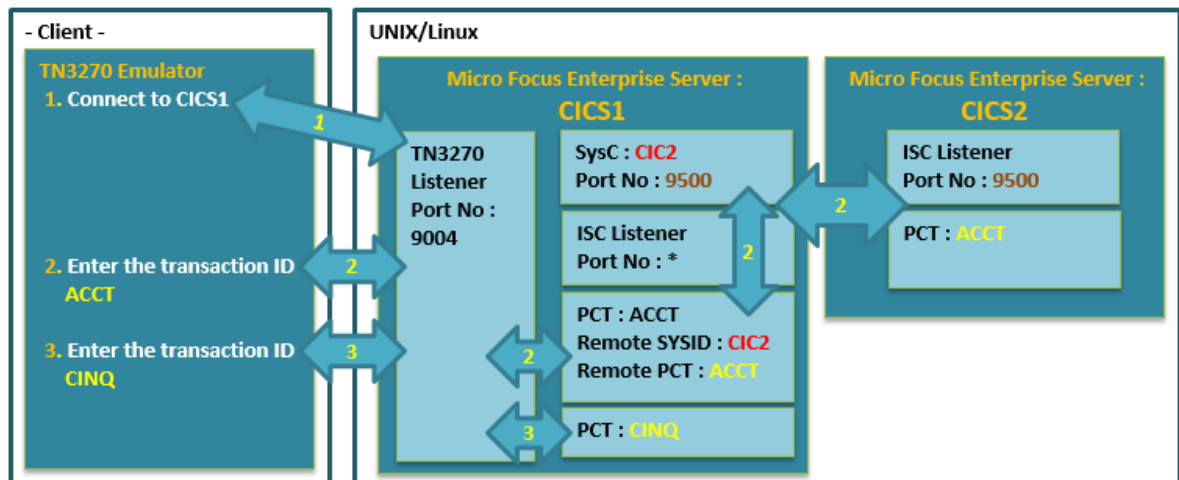 - Client -
TN3270 Emulator
1. Connect to CICS1
2. Enter the transaction ID
ACCT
3. Enter the transaction ID
CINQ
1
2
3
UNIX/Linux
Micro Focus Enterprise Server :
CICS1
TN3270
Listener
Port No :
9004
SysC : CIC2
Port No : 9500
ISC Listener
Port No : *
2
PCT : ACCT
Remote SYSID : CIC2
Remote PCT : ACCT
2
3
PCT : CINQ
2
Micro Focus Enterprise Server :
CICS2
ISC Listener
Port No : 9500
PCT : ACCT